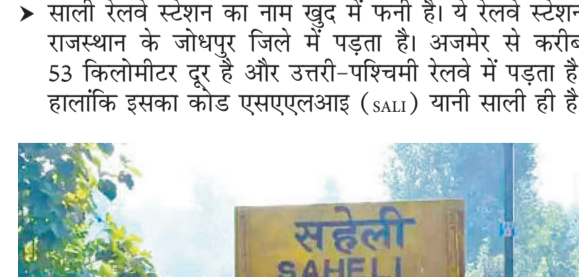 ➤ साली रेलवे स्टेशन का नाम खुद में फनी है। ये रेलवे स्टेशन
राजस्थान के जोधपुर जिले में पड़ता है। अजमेर से करीब
53 किलोमीटर दूर है और उत्तरी-पश्चिमी रेलवे में पड़ता है
हालांकि इसका कोड एसएएलआइ (SALI) यानी साली ही है
सहेली
SAHELI